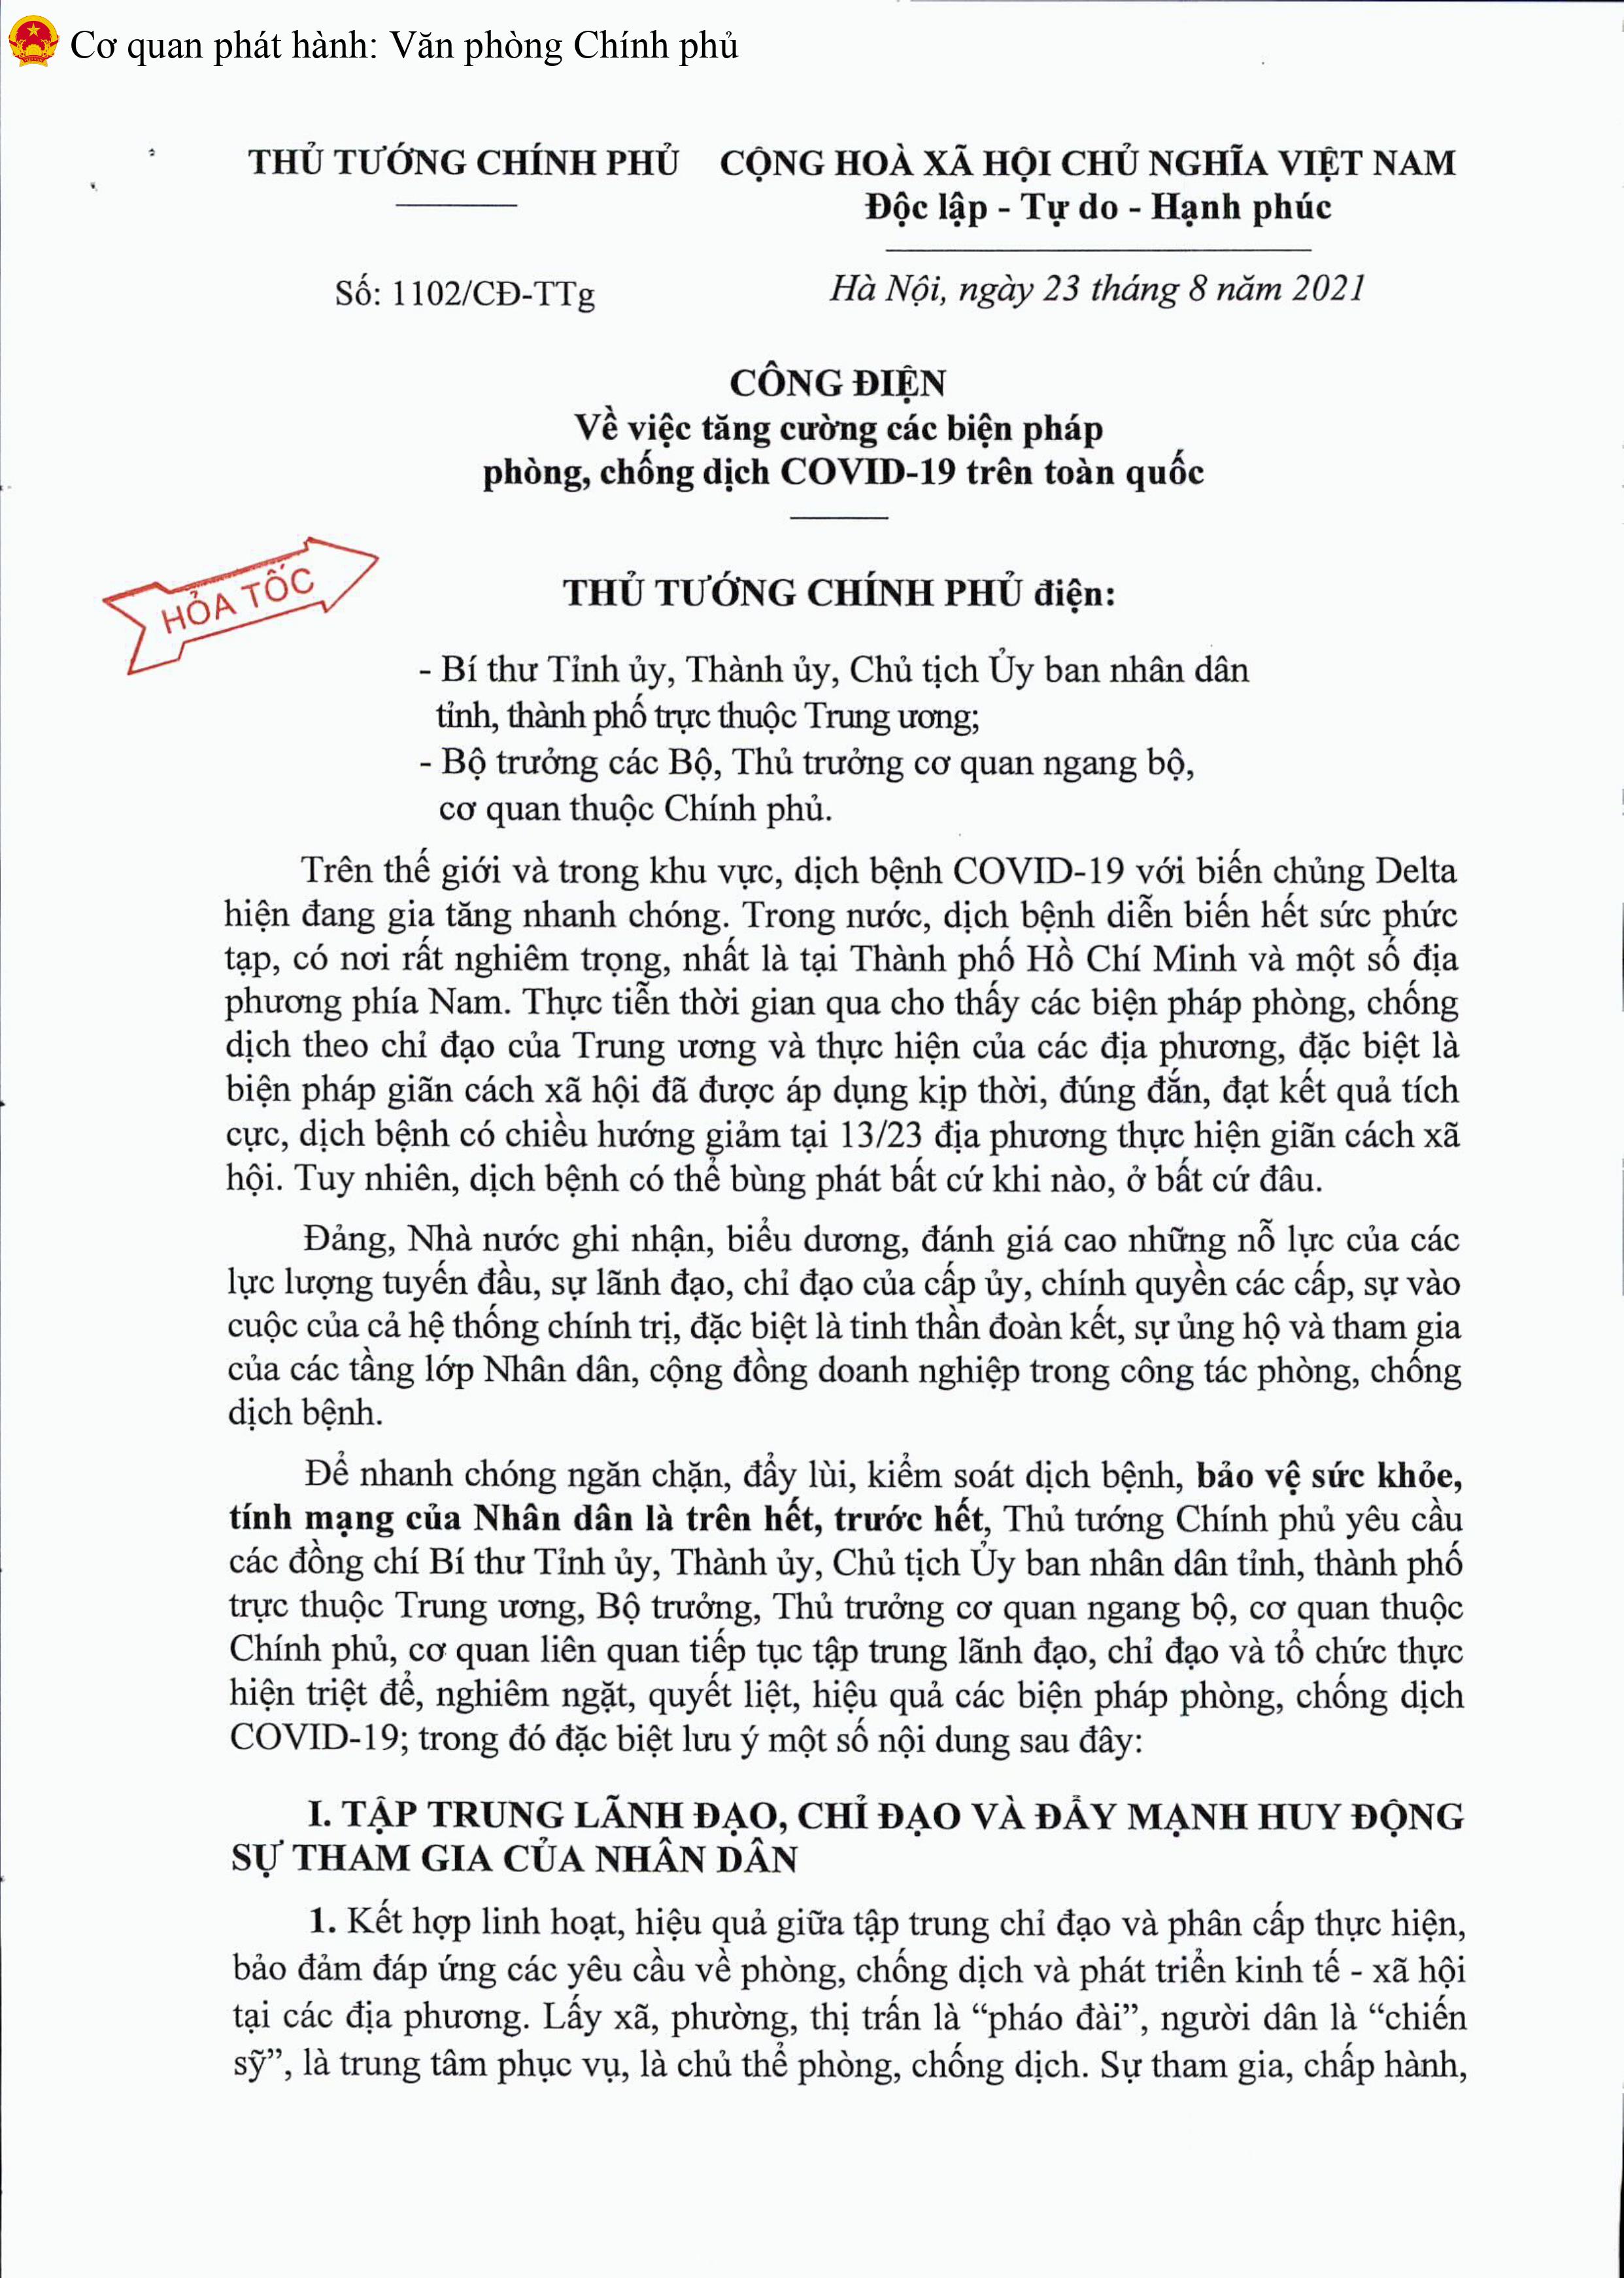 Cơ quan phát hành: Văn phòng Chính phủ
THỦ TƯỚNG CHÍNH PHỦ
CỘNG HOÀ XÃ HỘI CHỦ NGHĨA VIỆT NAM
Độc lập - Tự do - Hạnh phúc
Số: 1102/CĐ-TTg
Hà Nội, ngày 23 tháng 8 năm 2021
CÔNG ĐIỆN
Về việc tăng cường các biện pháp
phòng, chống dịch COVID-19 trên toàn quốc
HỎA TỐC
THỦ TƯỚNG CHÍNH PHỦ điện:
- Bí thư Tỉnh ủy, Thành ủy, Chủ tịch Ủy ban nhân dân
tỉnh, thành phố trực thuộc Trung ương;
- Bộ trưởng các Bộ, Thủ trưởng cơ quan ngang bộ,
cơ quan thuộc Chính phủ.
Trên thế giới và trong khu vực, dịch bệnh COVID-19 với biến chủng Delta
hiện đang gia tăng nhanh chóng. Trong nước, dịch bệnh diễn biến hết sức phức
tạp, có nơi rất nghiêm trọng, nhất là tại Thành phố Hồ Chí Minh và một số địa
phương phía Nam. Thực tiễn thời gian qua cho thấy các biện pháp phòng, chống
dịch theo chỉ đạo của Trung ương và thực hiện của các địa phương, đặc biệt là
biện pháp giãn cách xã hội đã được áp dụng kịp thời, đúng đắn, đạt kết quả tích
cực, dịch bệnh có chiều hướng giảm tại 13/23 địa phương thực hiện giãn cách xã
hội. Tuy nhiên, dịch bệnh có thể bùng phát bất cứ khi nào, ở bất cứ đâu.
Đảng, Nhà nước ghi nhận, biểu dương, đánh giá cao những nỗ lực của các
lực lượng tuyến đầu, sự lãnh đạo, chỉ đạo của cấp ủy, chính quyền các cấp, sự vào
cuộc của cả hệ thống chính trị, đặc biệt là tinh thần đoàn kết, sự ủng hộ và tham gia
của các tầng lớp Nhân dân, cộng đồng doanh nghiệp trong công tác phòng, chống
dịch bệnh.
Để nhanh chóng ngăn chặn, đẩy lùi, kiểm soát dịch bệnh, bảo vệ sức khỏe,
tính mạng của Nhân dân là trên hết, trước hết, Thủ tướng Chính phủ yêu cầu
các đồng chí Bí thư Tỉnh ủy, Thành ủy, Chủ tịch Ủy ban nhân dân tỉnh, thành phố
trực thuộc Trung ương, Bộ trưởng, Thủ trưởng cơ quan ngang bộ, cơ quan thuộc
Chính phủ, cơ quan liên quan tiếp tục tập trung lãnh đạo, chỉ đạo và tổ chức thực
hiện triệt để, nghiêm ngặt, quyết liệt, hiệu quả các biện pháp phòng, chống dịch
COVID-19; trong đó đặc biệt lưu ý một số nội dung sau đây:
I. TẬP TRUNG LÃNH ĐẠO, CHỈ ĐẠO VÀ ĐẨY MẠNH HUY ĐỘNG
SỰ THAM GIA CỦA NHÂN DÂN
1. Kết hợp linh hoạt, hiệu quả giữa tập trung chỉ đạo và phân cấp thực hiện,
bảo đảm đáp ứng các yêu cầu về phòng, chống dịch và phát triển kinh tế - xã hội
tại các địa phương. Lấy xã, phường, thị trấn là “pháo đài”, người dân là “chiến
sỹ”, là trung tâm phục vụ, là chủ thể phòng, chống dịch. Sự tham gia, chấp hành,